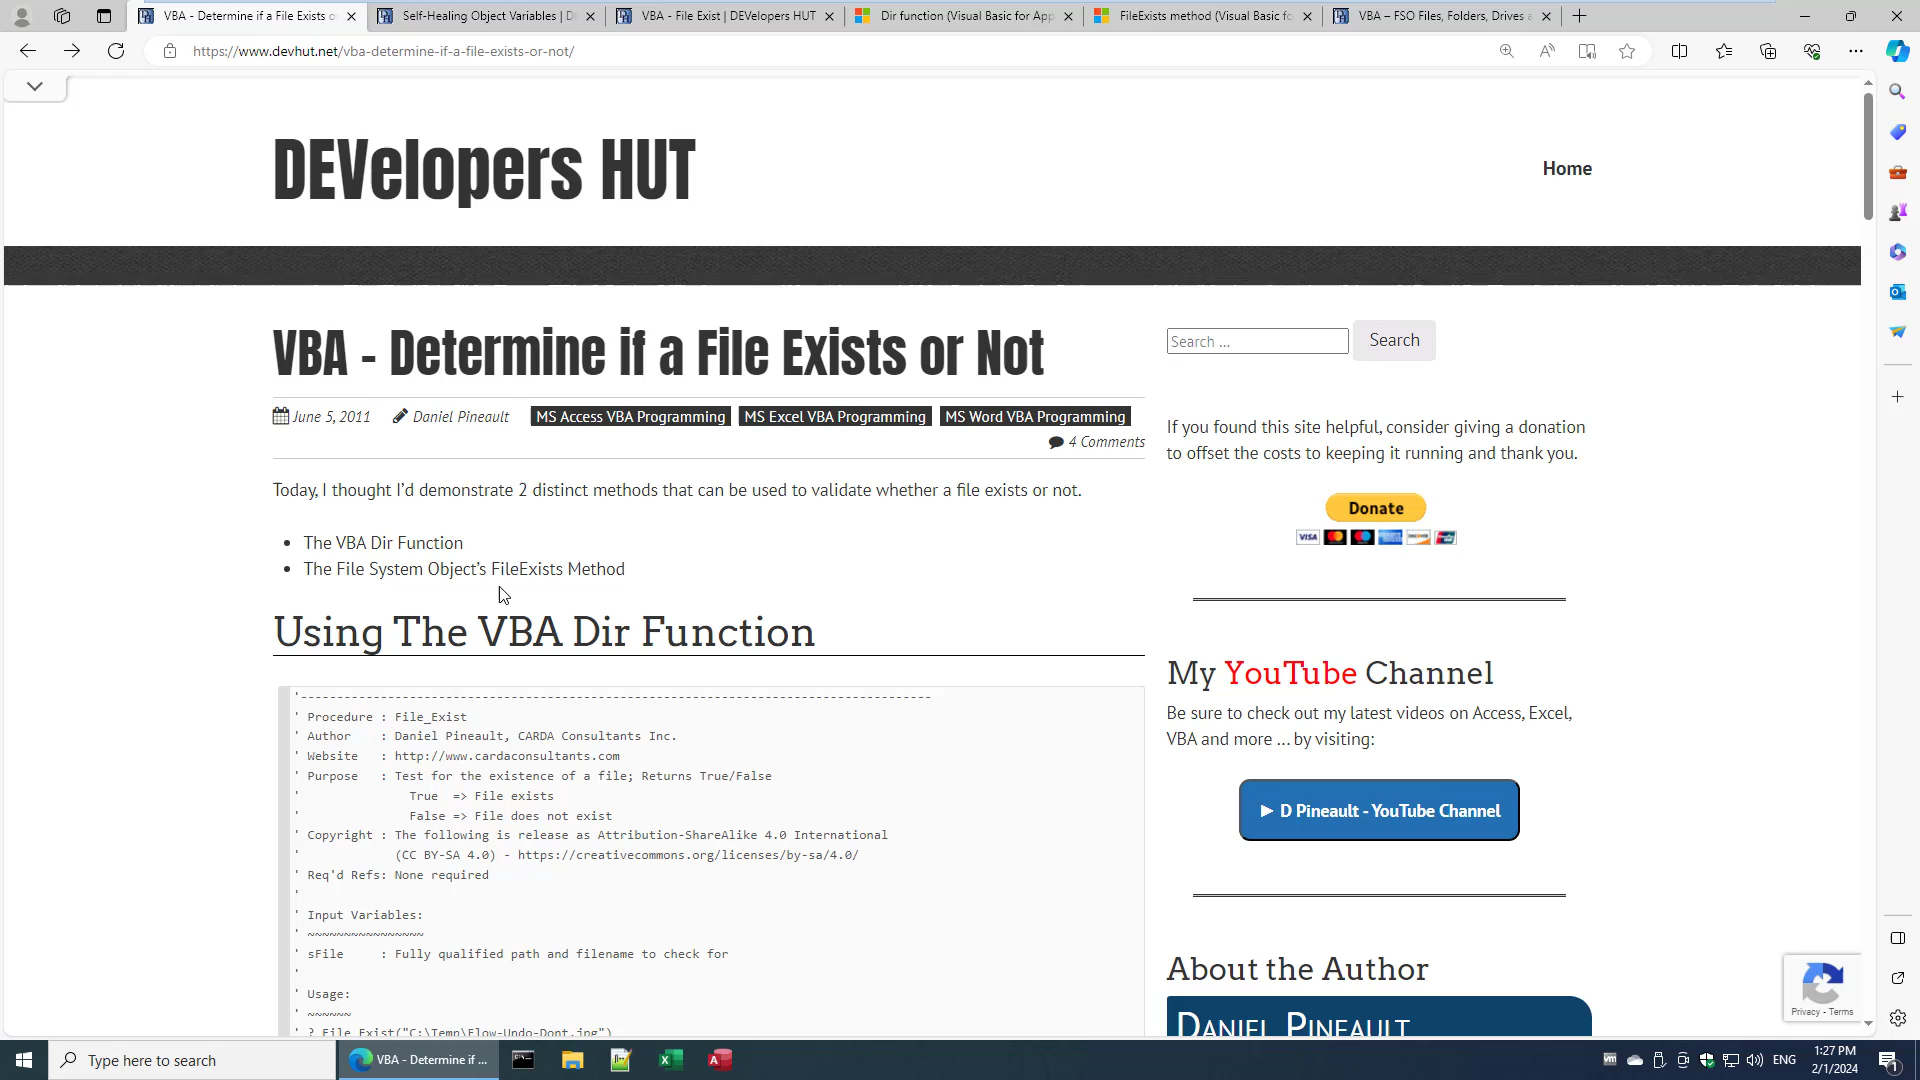 VBA - Determine if a File Exists o
Self-Healing Object Variables | D
VBA - File Exist | DEVelopers HUT
Dir function (Visual Basic for App
FileExists method (Visual Basic fo
VBA – FSO Files, Folders, Drives a
https://www.devhut.net/vba-determine-if-a-file-exists-or-not/
DEVelopers HUT
Home
VBA - Determine if a File Exists or Not
June 5, 2011 Daniel Pineault MS Access VBA Programming MS Excel VBA Programming MS Word VBA Programming
4 Comments
Today, I thought I’d demonstrate 2 distinct methods that can be used to validate whether a file exists or not.
• The VBA Dir Function
• The File System Object’s FileExists Method
Using The VBA Dir Function
'---------------------------------------------------------------------------------------
' Procedure : File_Exist
' Author    : Daniel Pineault, CARDA Consultants Inc.
' Website   : http://www.cardaconsultants.com
' Purpose   : Test for the existence of a file; Returns True/False
'               True  => File exists
'               False => File does not exist
' Copyright : The following is release as Attribution-ShareAlike 4.0 International
'             (CC BY-SA 4.0) - https://creativecommons.org/licenses/by-sa/4.0/
' Req'd Refs: None required
'
' Input Variables:
' ~~~~~~~~~~~~~~~~
' sFile     : Fully qualified path and filename to check for
'
' Usage:
' ~~~~~~
' ? File_Exist("C:\Temp\Flow-Undo-Dont.jpg")
Search ...
Search
If you found this site helpful, consider giving a donation
to offset the costs to keeping it running and thank you.
Donate
VISA
My YouTube Channel
Be sure to check out my latest videos on Access, Excel,
VBA and more … by visiting:
► D Pineault - YouTube Channel
About the Author
DANIEL PINEAULT
Privacy - Terms
Type here to search
VBA - Determine if ...
ENG
1:27 PM
2/1/2024
1